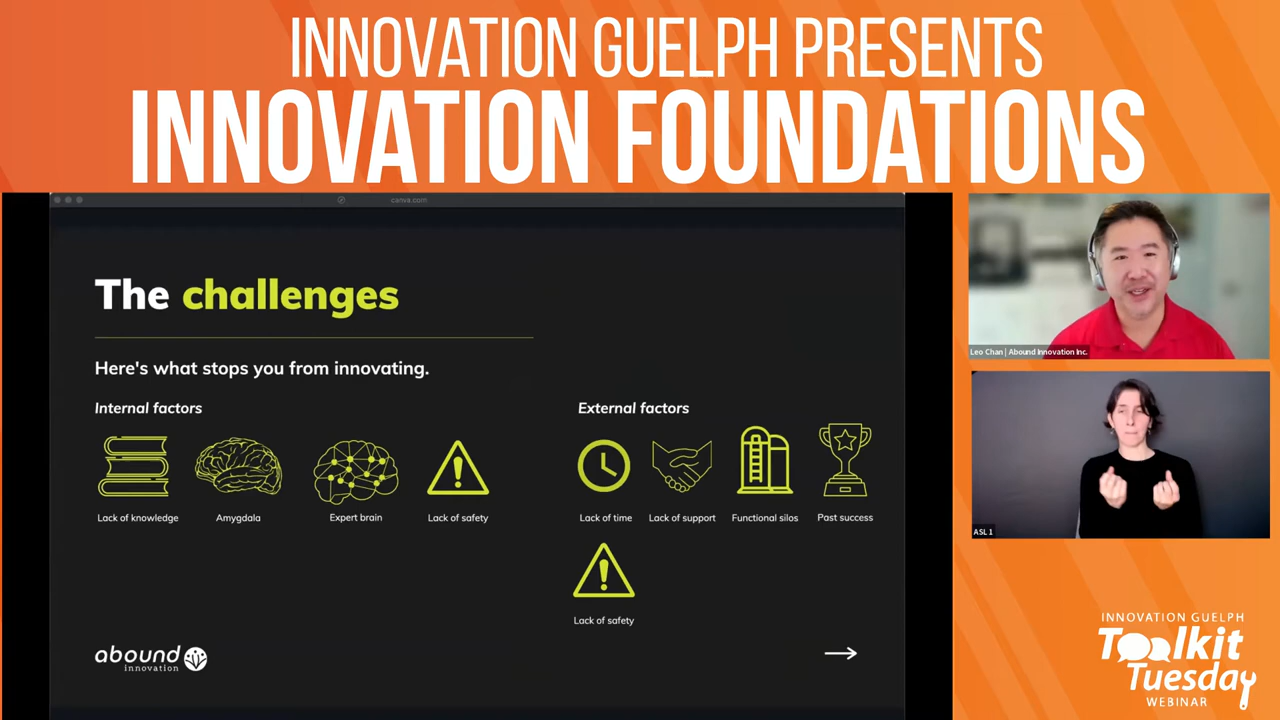 INNOVATION GUELPH PRESENTS
INNOVATION FOUNDATIONS
canva.com
The challenges
Here's what stops you from innovating.
Internal factors
Lack of knowledge
Amygdala
Expert brain
Lack of safety
External factors
Lack of time
Lack of support
Functional silos
Past success
Lack of safety
abound
innovation
Leo Chan | Abound Innovation Inc.
ASL 1
INNOVATION GUELPH
Toolkit
Tuesday
WEBINAR